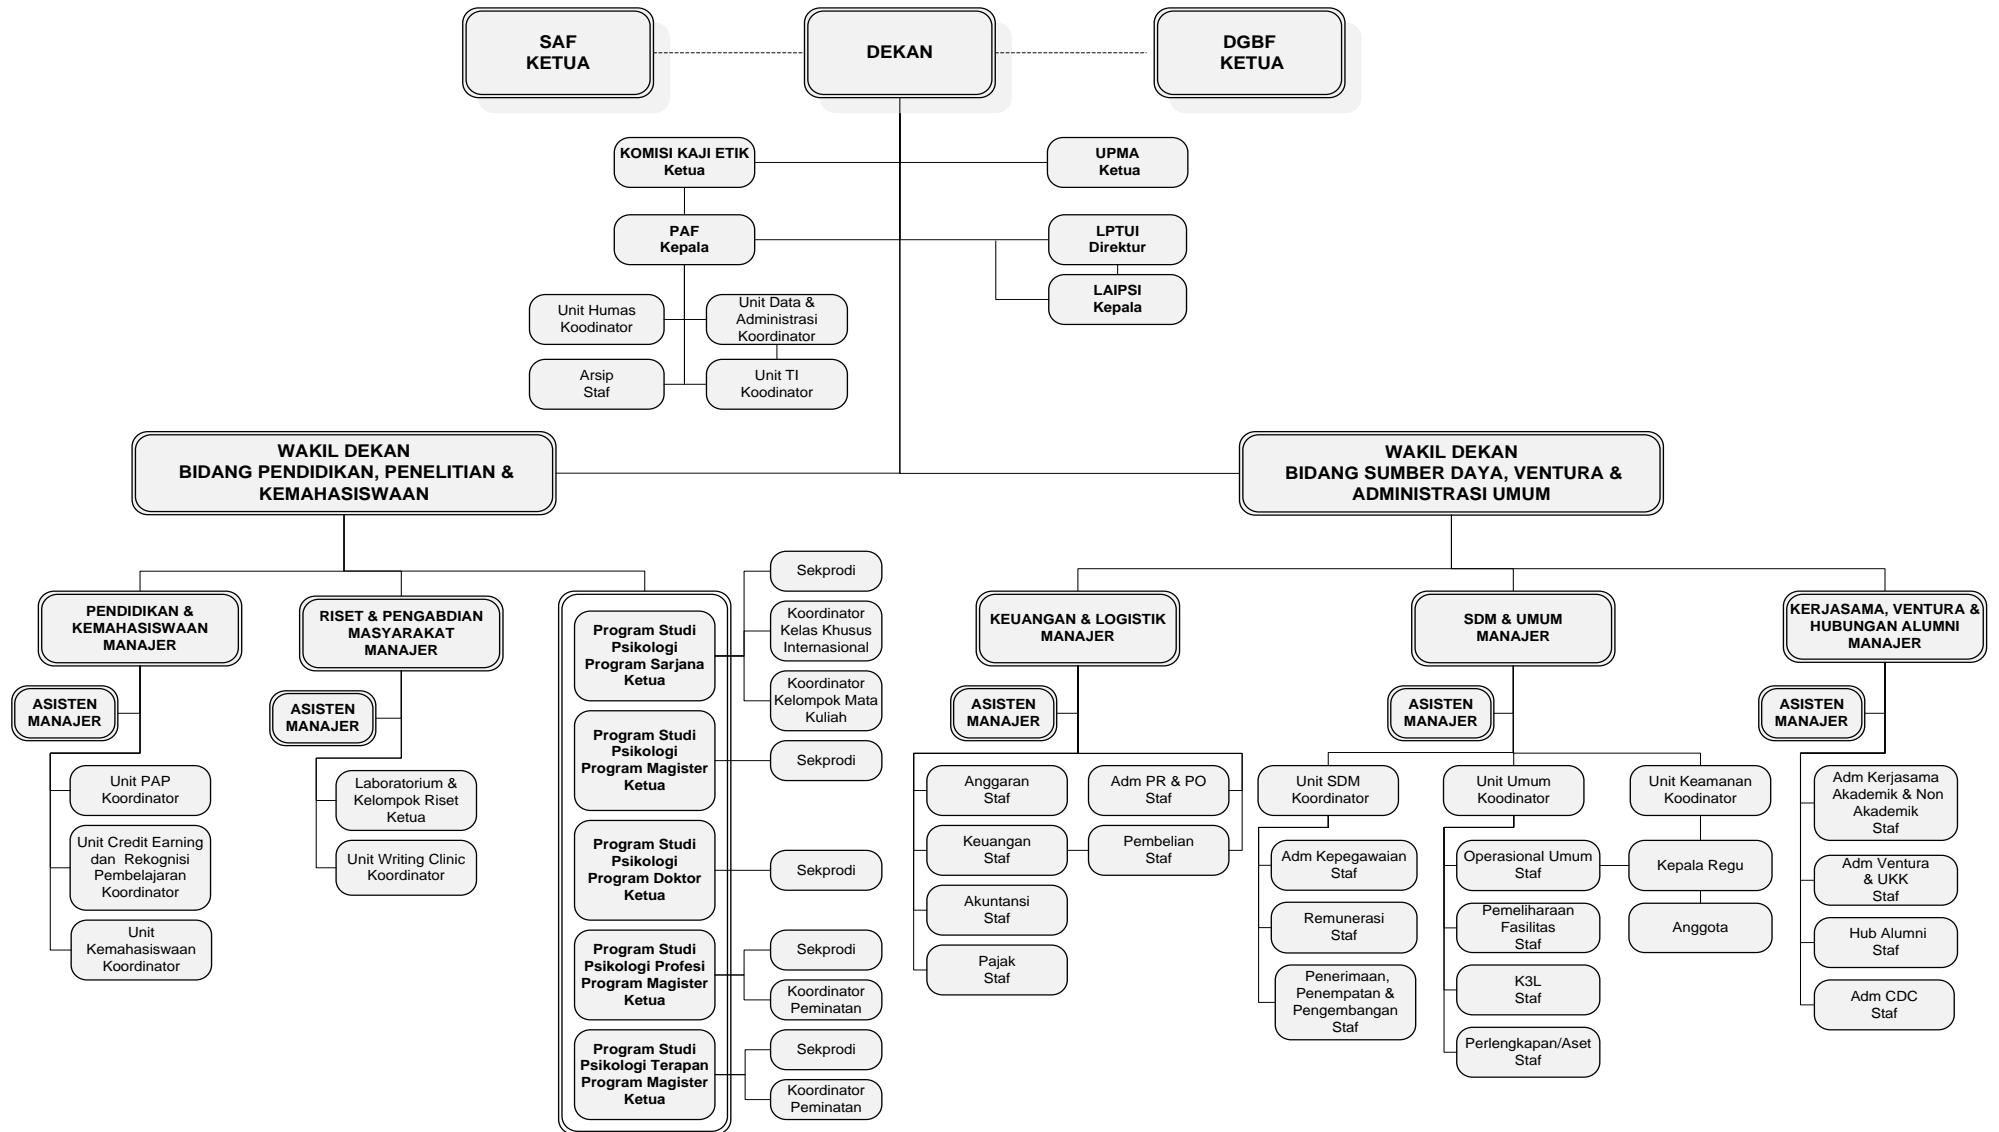 SAF
KETUA
DEKAN
DGBF
KETUA
KOMISI KAJI ETIK
Ketua
UPMA
Ketua
PAF
Kepala
LPTUI
Direktur
LAIPSI
Kepala
Unit Humas
Koodinator
Unit Data &
Administrasi
Koordinator
Arsip
Staf
Unit TI
Koodinator
WAKIL DEKAN
BIDANG PENDIDIKAN, PENELITIAN &
KEMAHASISWAAN
WAKIL DEKAN
BIDANG SUMBER DAYA, VENTURA &
ADMINISTRASI UMUM
PENDIDIKAN &
KEMAHASISWAAN
MANAJER
ASISTEN
MANAJER
Unit PAP
Koordinator
Unit Credit Earning
dan Rekognisi
Pembelajaran
Koordinator
Unit
Kemahasiswaan
Koordinator
RISET & PENGABDIAN
MASYARAKAT
MANAJER
ASISTEN
MANAJER
Laboratorium &
Kelompok Riset
Ketua
Unit Writing Clinic
Koordinator
Program Studi
Psikologi
Program Sarjana
Ketua
Sekprodi
Koordinator
Kelas Khusus
Internasional
Koordinator
Kelompok Mata
Kuliah
Program Studi
Psikologi
Program Magister
Ketua
Sekprodi
Program Studi
Psikologi
Program Doktor
Ketua
Sekprodi
Program Studi
Psikologi Profesi
Program Magister
Ketua
Sekprodi
Koordinator
Peminatan
Program Studi
Psikologi Terapan
Program Magister
Ketua
Sekprodi
Koordinator
Peminatan
KEUANGAN & LOGISTIK
MANAJER
ASISTEN
MANAJER
Anggaran
Staf
Adm PR & PO
Staf
Keuangan
Staf
Pembelian
Staf
Akuntansi
Staf
Pajak
Staf
SDM & UMUM
MANAJER
ASISTEN
MANAJER
Unit SDM
Koordinator
Adm Kepegawaian
Staf
Remunerasi
Staf
Penerimaan,
Penempatan &
Pengembangan
Staf
Unit Umum
Koodinator
Operasional Umum
Staf
Pemeliharaan
Fasilitas
Staf
K3L
Staf
Perlengkapan/Aset
Staf
Unit Keamanan
Koodinator
Kepala Regu
Anggota
KERJASAMA, VENTURA &
HUBUNGAN ALUMNI
MANAJER
ASISTEN
MANAJER
Adm Kerjasama
Akademik & Non
Akademik
Staf
Adm Ventura
& UKK
Staf
Hub Alumni
Staf
Adm CDC
Staf